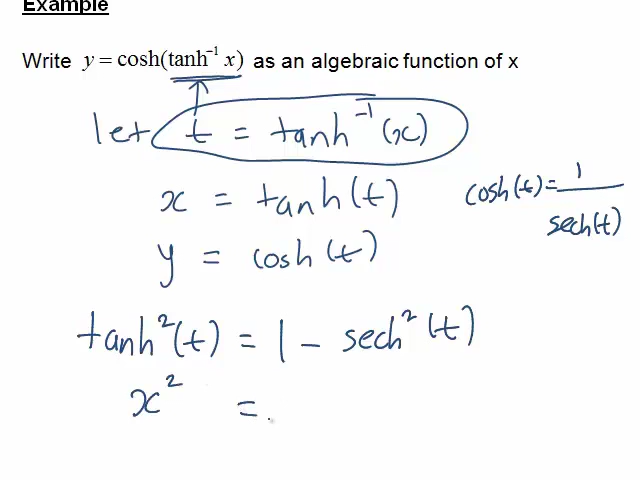 Example
Write y = cosh(tanh⁻¹ x) as an algebraic function of x
let t = tanh⁻¹(x)
x = tanh(t)
cosh(t) = 1/sech(t)
y = cosh(t)
tanh²(t) = 1 − sech²(t)
x² =